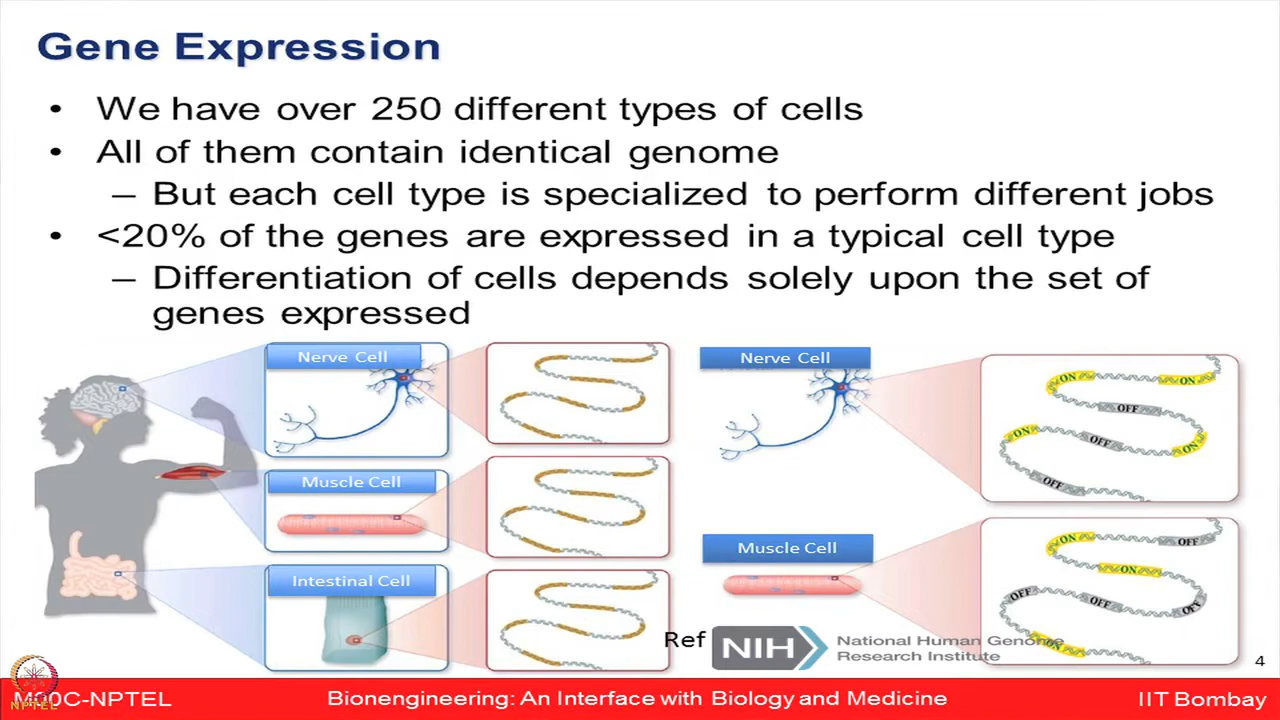 Gene Expression
• We have over 250 different types of cells
• All of them contain identical genome
– But each cell type is specialized to perform different jobs
• <20% of the genes are expressed in a typical cell type
– Differentiation of cells depends solely upon the set of
genes expressed
Nerve Cell
Muscle Cell
Intestinal Cell
Nerve Cell
ON
ON
OFF
ON
OFF
ON
OFF
Muscle Cell
ON
OFF
ON
OFF
OFF
OFF
ON
Ref
NIH
National Human Genome
Research Institute
4
NPTEL
MOOC-NPTEL
Bionengineering: An Interface with Biology and Medicine
IIT Bombay